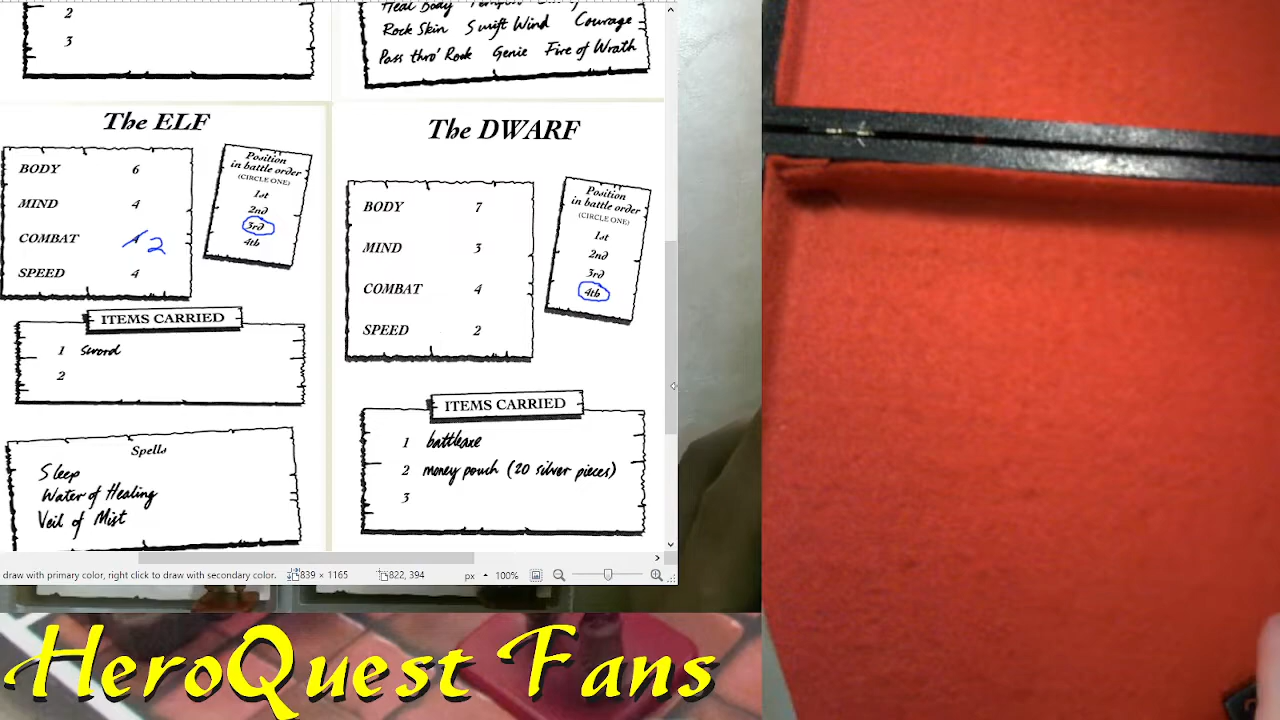 2
3
Heal Body
Rock Skin Swift Wind Courage
Pass thro' Rock Genie Fire of Wrath
The ELF
BODY 6
MIND 4
COMBAT 2
SPEED 4
Position
in battle order
(CIRCLE ONE)
1st
2nd
3rd
4th
ITEMS CARRIED
1 sword
2
Spells
Sleep
Water of Healing
Veil of Mist
The DWARF
BODY 7
MIND 3
COMBAT 4
SPEED 2
Position
in battle order
(CIRCLE ONE)
1st
2nd
3rd
4th
ITEMS CARRIED
1 battleaxe
2 money pouch (20 silver pieces)
3
draw with primary color, right click to draw with secondary color.
839 × 1165
822, 394
px
100%
HeroQuest Fans